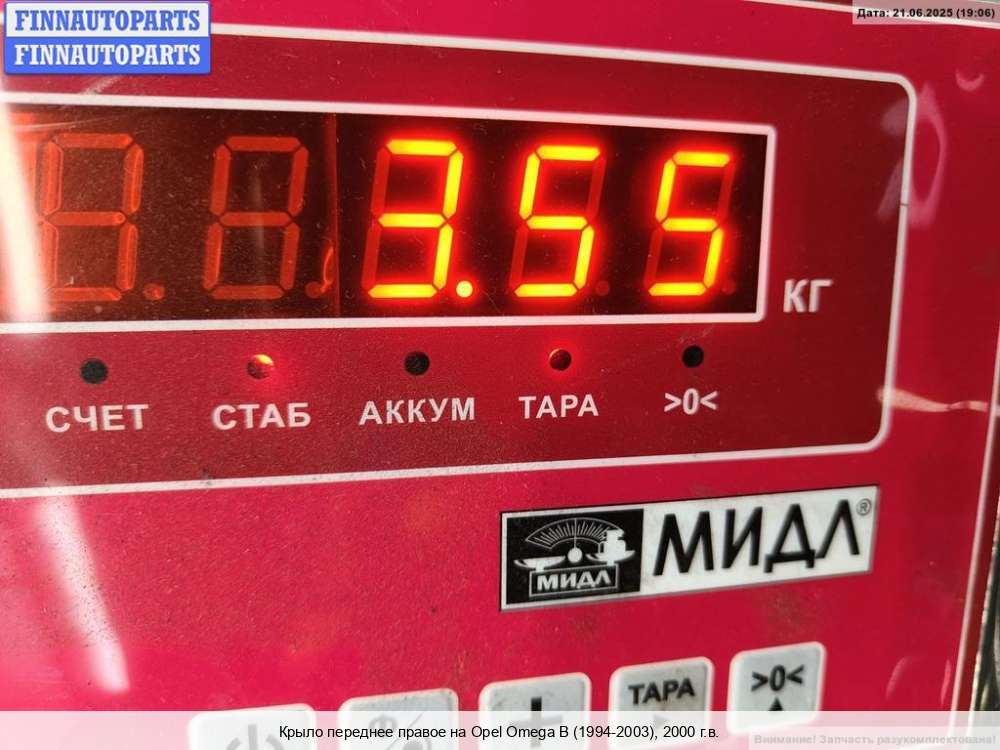 FINNAUTOPARTS
FINNAUTOPARTS
Дата: 21.06.2025 (19:06)
3.55
КГ
СЧЕТ СТАБ АККУМ ТАРА >0<
МИДЛ
МИДЛ®
+ ТАРА >0<
Крыло переднее правое на Opel Omega B (1994-2003), 2000 г.в.
Внимание! Запчасть разукомплектована!